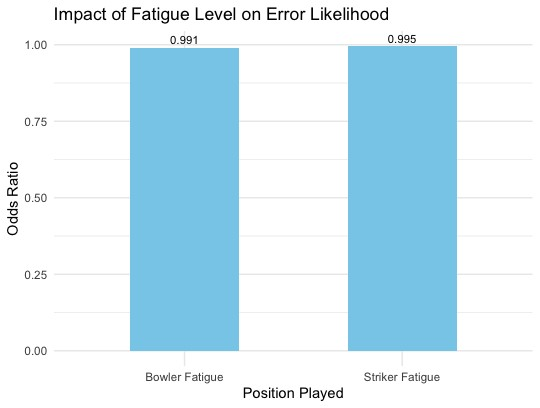 Impact of Fatigue Level on Error Likelihood
0.991
0.995
1.00
0.75
0.50
0.25
0.00
Odds Ratio
Bowler Fatigue
Striker Fatigue
Position Played